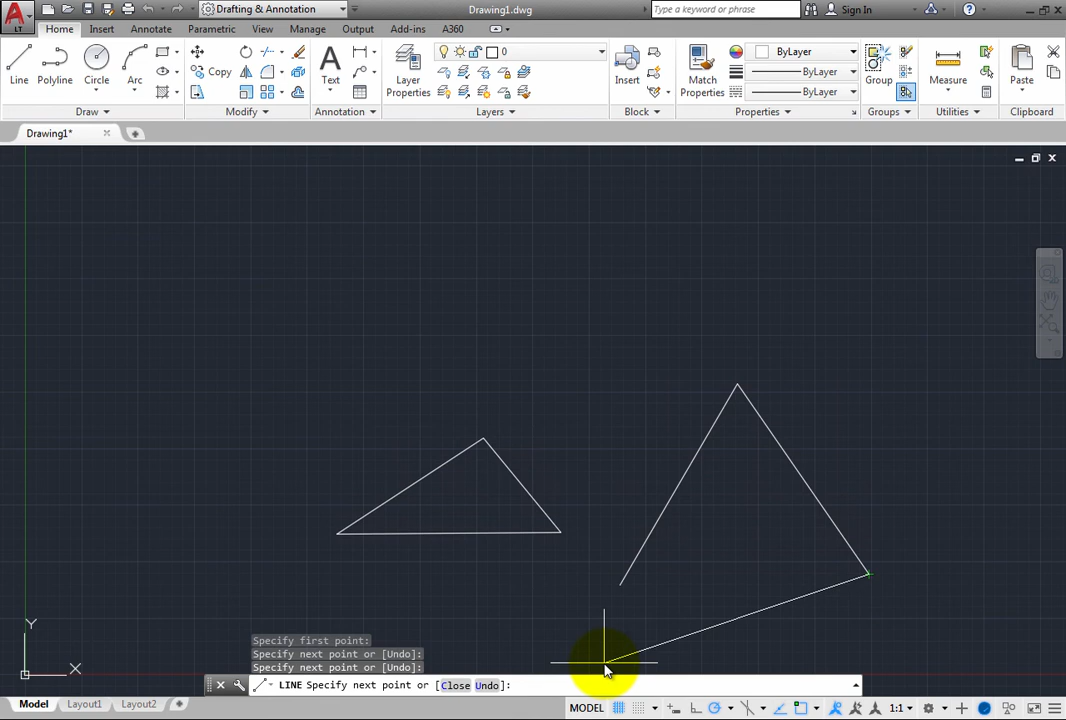 Drafting & Annotation
Drawing1.dwg
Type a keyword or phrase
Sign In
LT
Home Insert Annotate Parametric View Manage Output Add-ins A360
Line Polyline Circle Arc
Copy
Text
Layer Properties
0
Insert
Match Properties
ByLayer
ByLayer
ByLayer
Group
Measure
Paste
Draw Modify Annotation Layers Block Properties Groups Utilities Clipboard
Drawing1*
Y
X
Specify first point:
Specify next point or [Undo]:
Specify next point or [Undo]:
LINE Specify next point or [Close Undo]:
Model Layout1 Layout2
MODEL
1:1